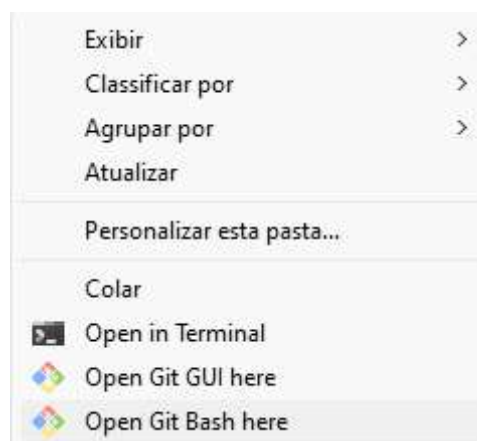 Exibir
Classificar por
Agrupar por
Atualizar
Personalizar esta pasta...
Colar
Open in Terminal
Open Git GUI here
Open Git Bash here